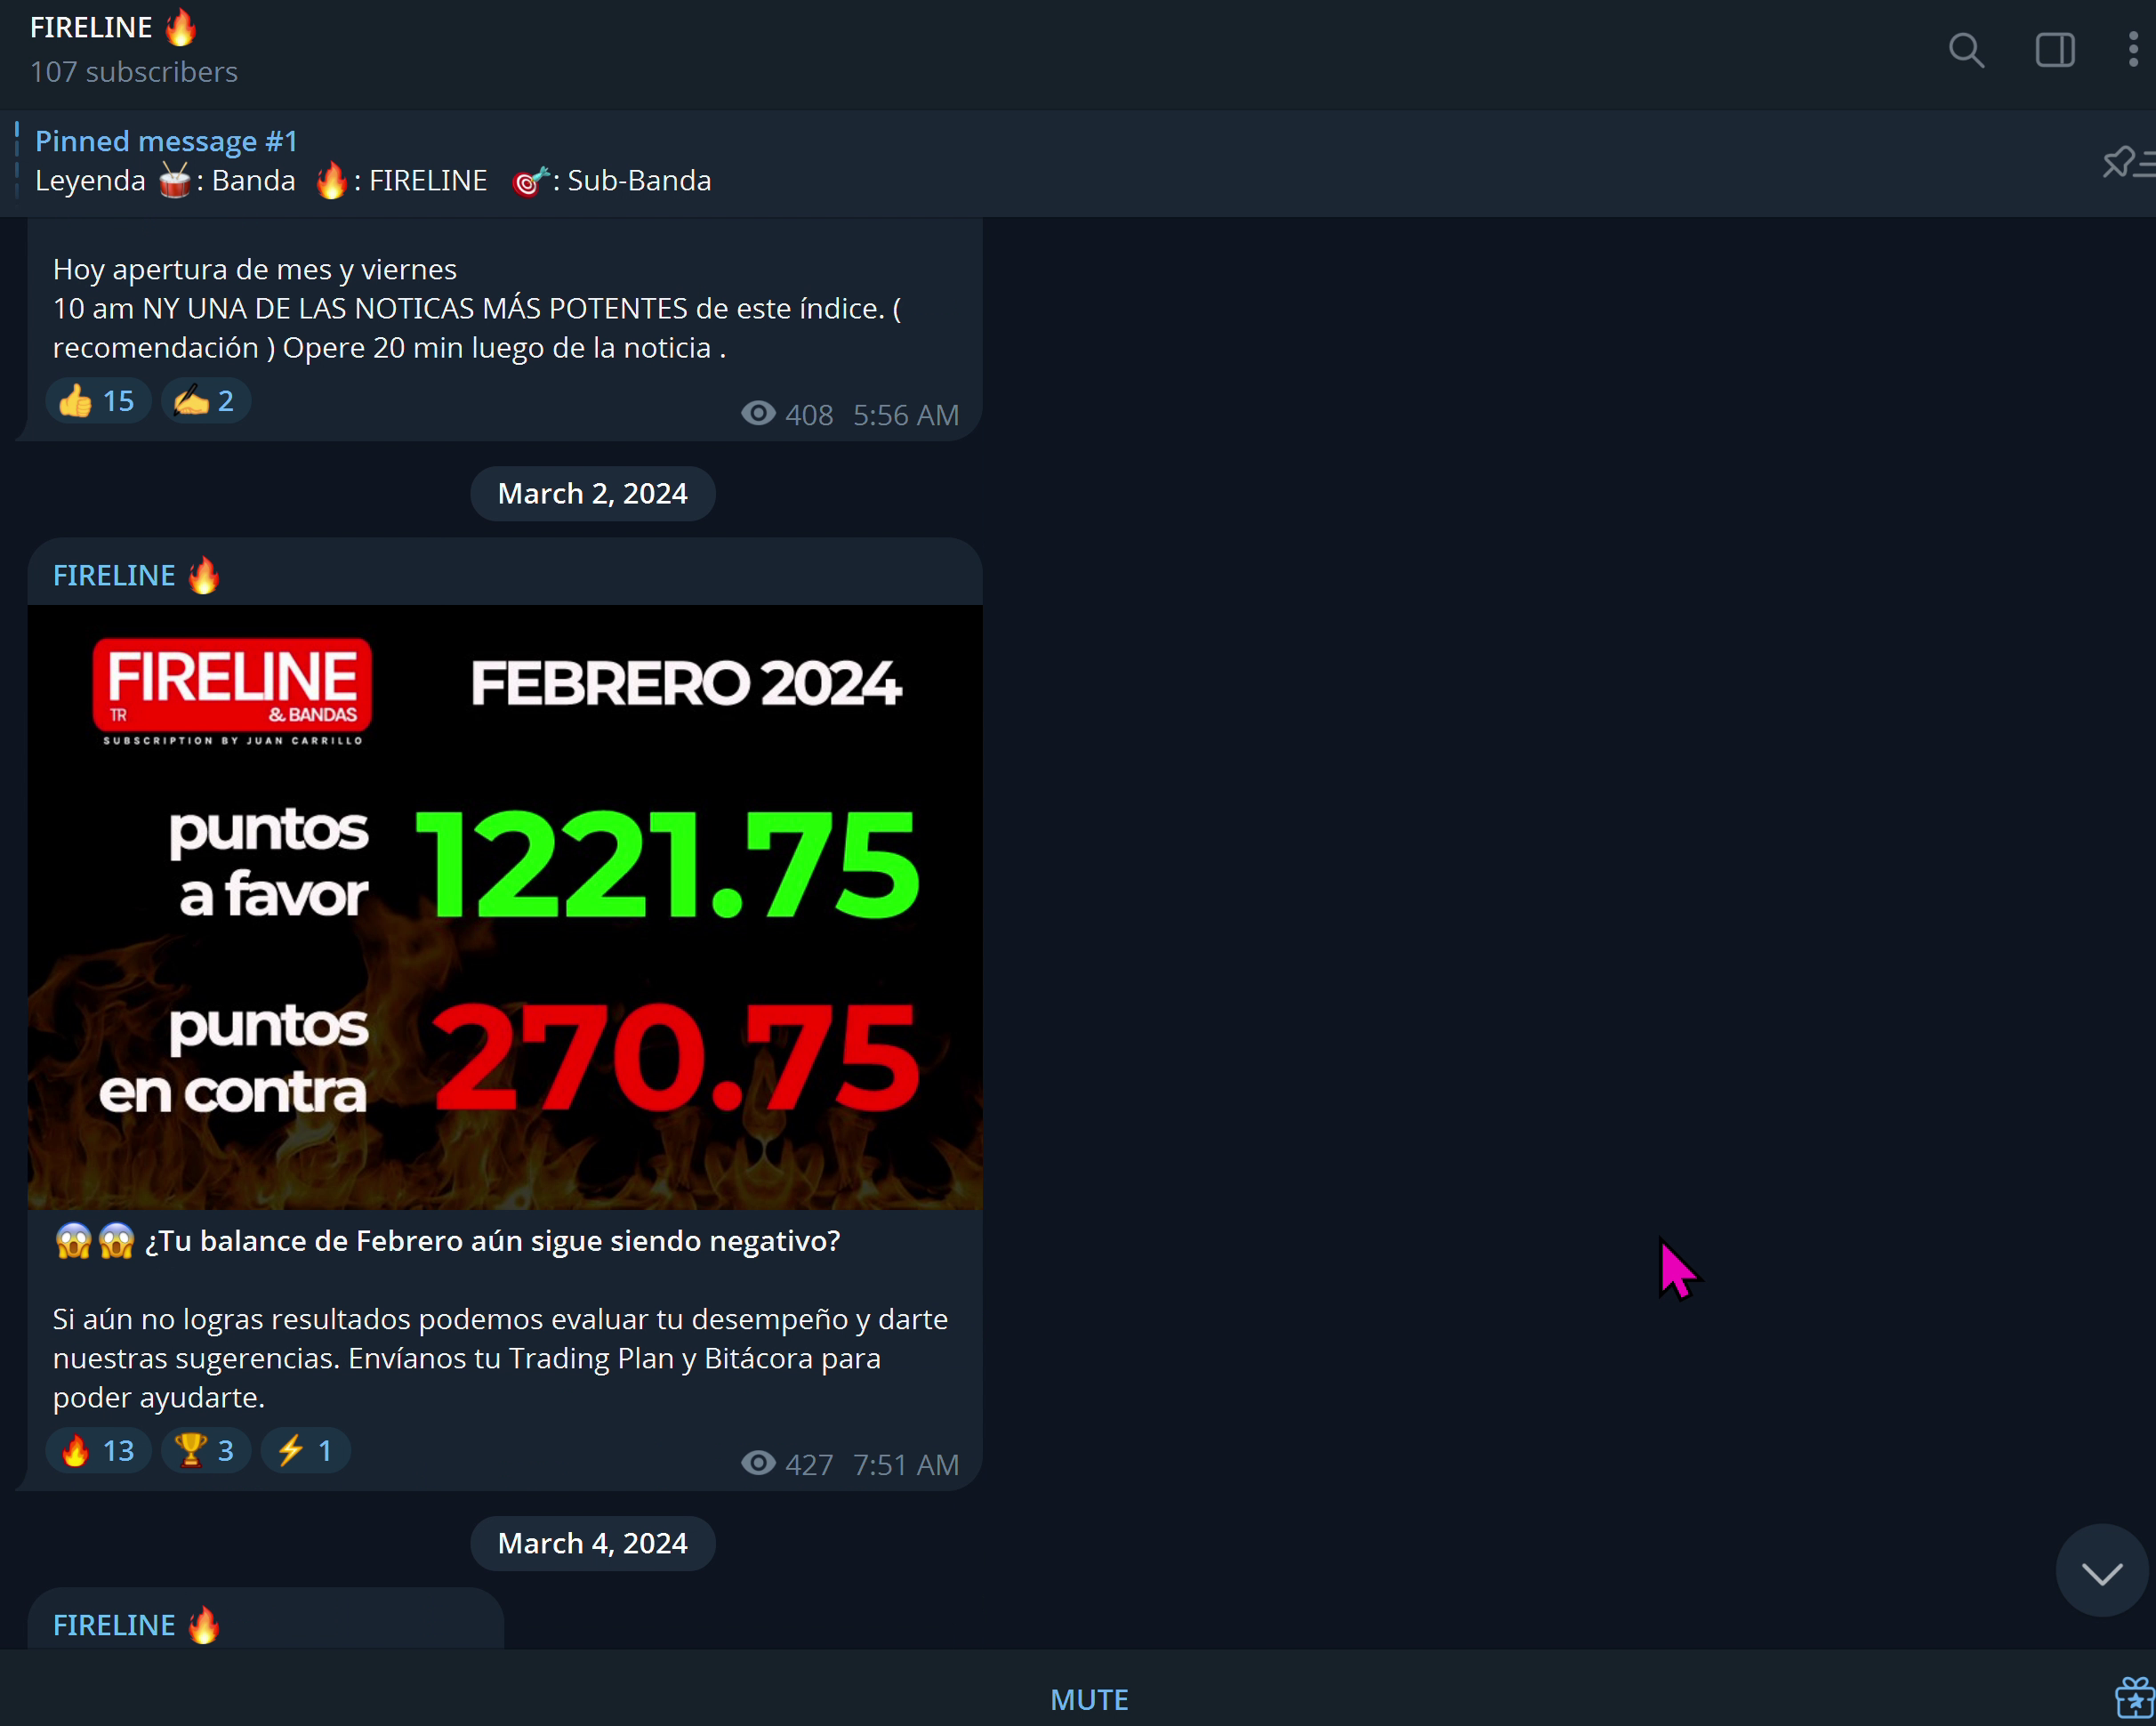 FIRELINE 🔥
107 subscribers
Pinned message #1
Leyenda 🥁: Banda 🔥: FIRELINE 🎯: Sub-Banda
Hoy apertura de mes y viernes
10 am NY UNA DE LAS NOTICAS MÁS POTENTES de este índice. (
recomendación ) Opere 20 min luego de la noticia .
👍 15 ✍ 2
408 5:56 AM
March 2, 2024
FIRELINE 🔥
FIRELINE
TR & BANDAS
SUBSCRIPTION BY JUAN CARRILLO
FEBRERO 2024
puntos
a favor
1221.75
puntos
en contra
270.75
😱😱 ¿Tu balance de Febrero aún sigue siendo negativo?
Si aún no logras resultados podemos evaluar tu desempeño y darte
nuestras sugerencias. Envíanos tu Trading Plan y Bitácora para
poder ayudarte.
🔥 13 🏆 3 ⚡ 1
427 7:51 AM
March 4, 2024
FIRELINE 🔥
MUTE